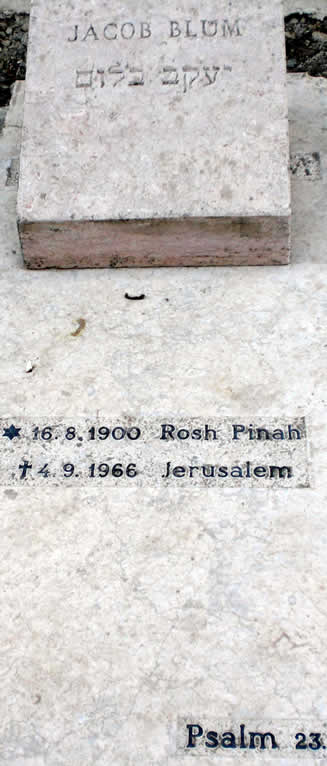 JACOB BLUM
יעקב בלום
✡ 16.8.1900 Rosh Pinah
✝ 4.9.1966 Jerusalem
Psalm 23.